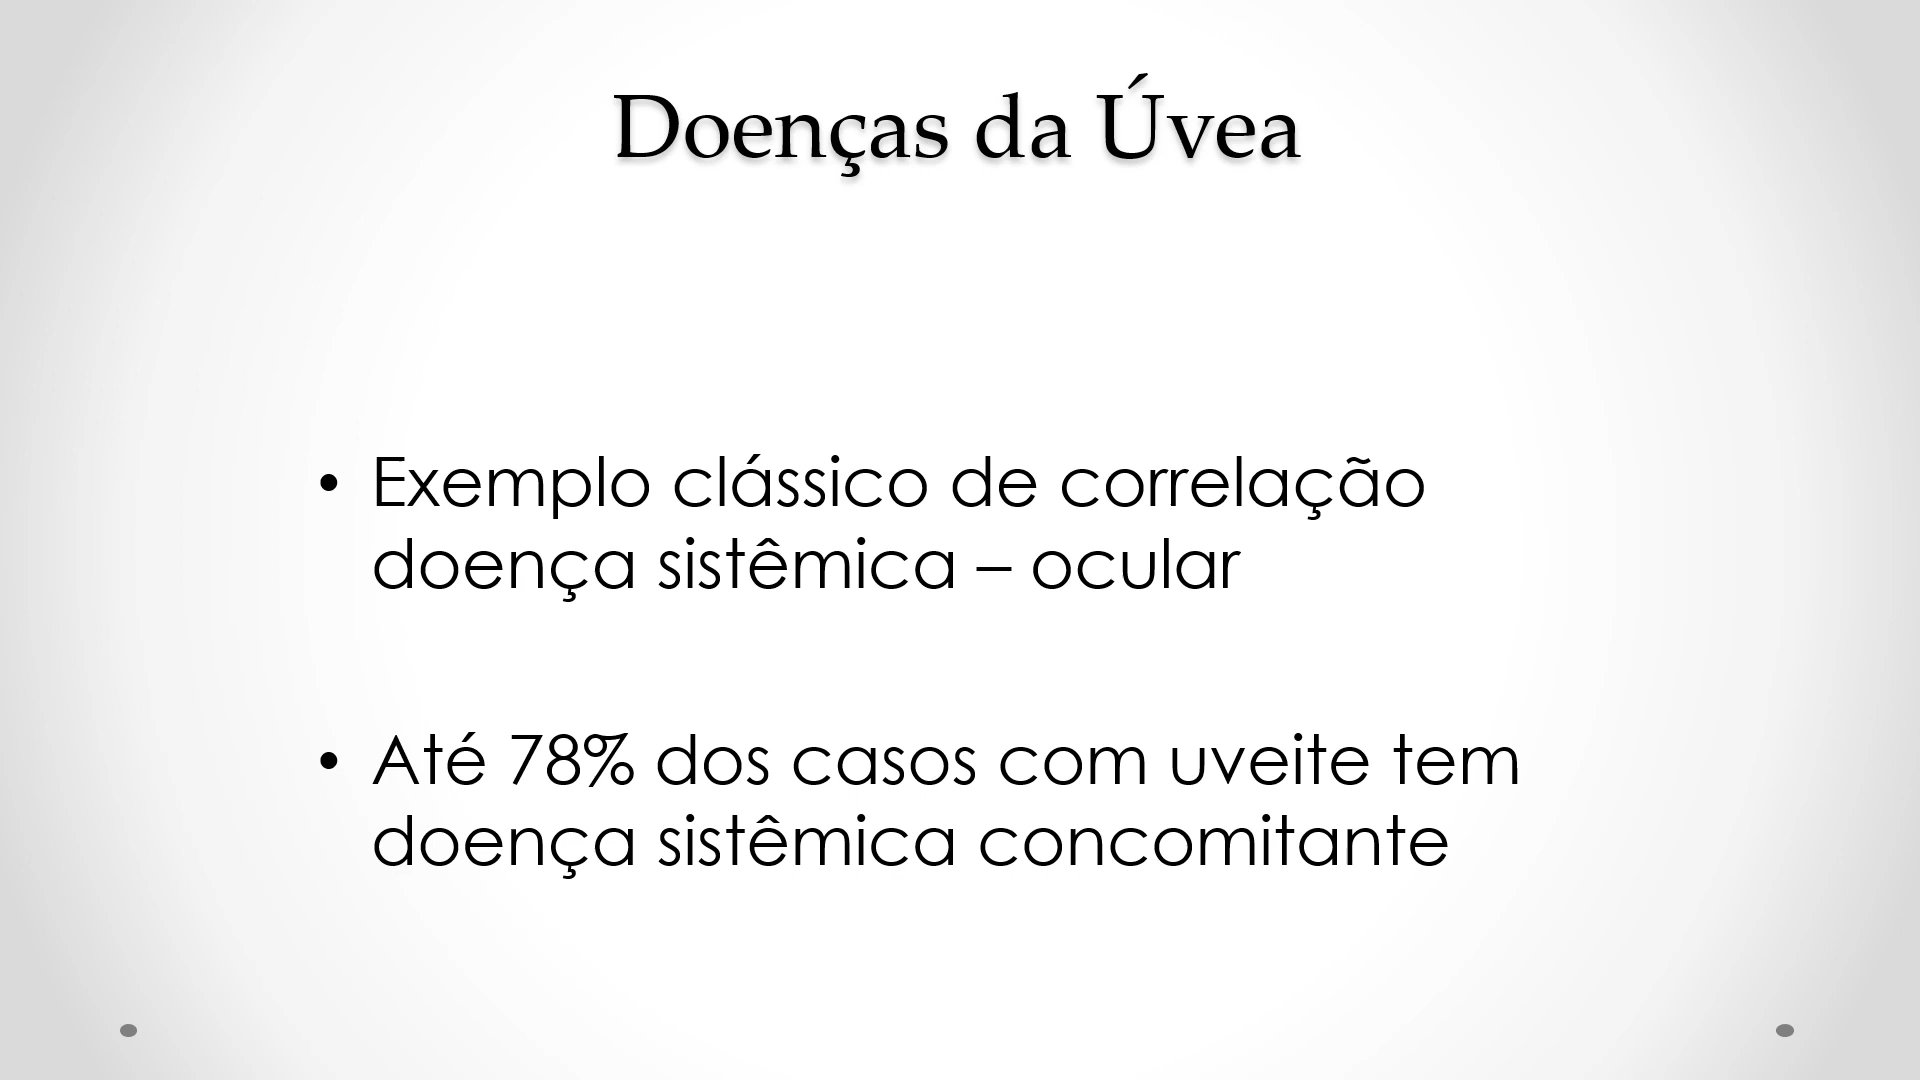 Doenças da Úvea
• Exemplo clássico de correlação
doença sistêmica – ocular
• Até 78% dos casos com uveite tem
doença sistêmica concomitante